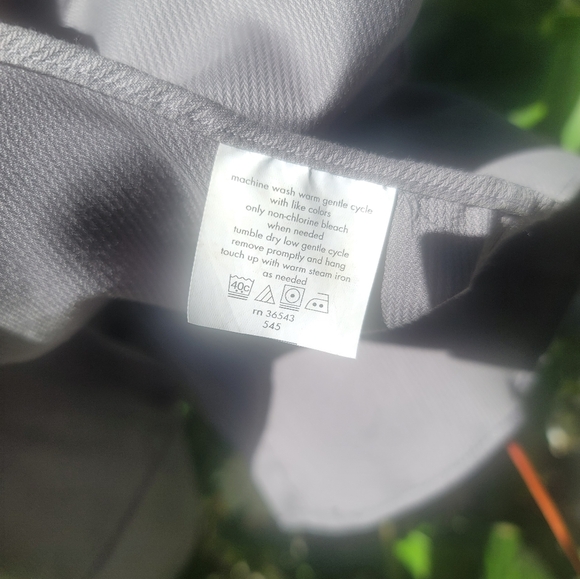 machine wash warm gentle cycle
with like colors
only non-chlorine bleach
when needed
tumble dry low gentle cycle
remove promptly and hang
touch up with warm steam iron
as needed
40c
rn 36543
545